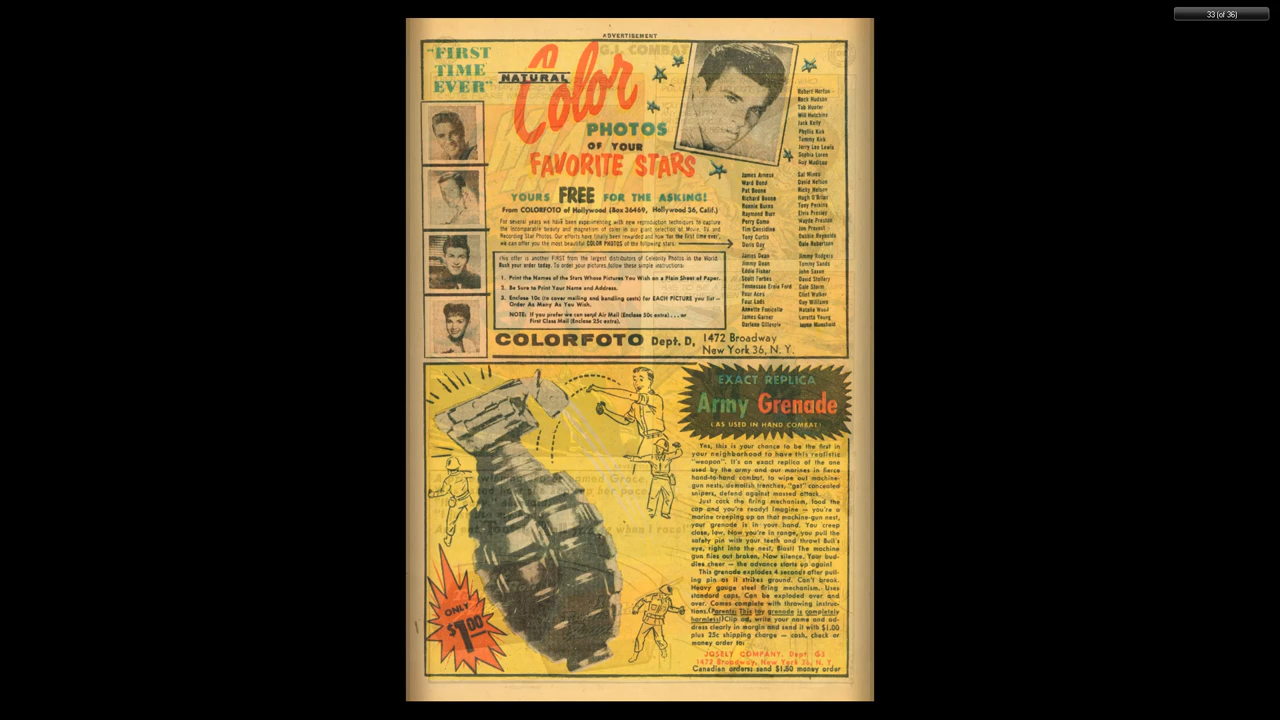 33 (of 36)
ADVERTISEMENT
"FIRST
TIME
EVER"
NATURAL
Color
PHOTOS
OF YOUR
FAVORITE STARS
YOURS FREE FOR THE ASKING!
From COLORFOTO of Hollywood (Box 36469, Hollywood 36, Calif.)
For several years we have been experimenting with new reproduction techniques to capture
the incomparable beauty and magnetism of color in our giant selection of Movie, TV and
Recording Star Photos. Our efforts have finally been rewarded and now 'for the first time ever',
we can offer you the most beautiful COLOR PHOTOS of the following stars:
This offer is another FIRST from the largest distributors of Celebrity Photos in the World.
Rush your order today. To order your pictures follow these simple instructions:
1. Print the Names of the Stars Whose Pictures You Wish on a Plain Sheet of Paper.
2. Be Sure to Print Your Name and Address.
3. Enclose 10c (to cover mailing and handling costs) for EACH PICTURE you list —
Order As Many As You Wish.
NOTE: If you prefer we can send Air Mail (Enclose 50c extra) . . . or
First Class Mail (Enclose 25c extra).
Robert Horton
Rock Hudson
Tab Hunter
Will Hutchins
Jack Kelly
Phyllis Kirk
Tommy Kirk
Jerry Lee Lewis
Sophia Loren
Guy Madison
James Arness
Ward Bond
Pat Boone
Richard Boone
Ronnie Burns
Raymond Burr
Perry Como
Tim Considine
Tony Curtis
Doris Day
Sal Mineo
David Nelson
Ricky Nelson
Hugh O'Brian
Tony Perkins
Elvis Presley
Wayde Preston
Jon Provost
Debbie Reynolds
Dale Robertson
James Dean
Jimmy Dean
Eddie Fisher
Scott Forbes
Tennessee Ernie Ford
Four Aces
Four Lads
Annette Funicello
James Garner
Darlene Gillespie
Jimmy Rodgers
Tommy Sands
John Saxon
David Stollery
Gale Storm
Clint Walker
Guy Williams
Natalie Wood
Loretta Young
Jayne Mansfield
COLORFOTO Dept. D, 1472 Broadway
New York 36, N. Y.
EXACT REPLICA
Army Grenade
(AS USED IN HAND COMBAT)
Yes, this is your chance to be the first in
your neighborhood to have this realistic
"weapon". It's an exact replica of the one
used by the army and our marines in fierce
hand-to-hand combat, to wipe out machine-
gun nests, demolish trenches, "get" concealed
snipers, defend against massed attack.
Just cock the firing mechanism, load the
cap and you're ready! Imagine — you're a
marine creeping up on that machine-gun nest,
your grenade is in your hand. You creep
close, low. Now you're in range, you pull the
safety pin with your teeth and throw! Bull's
eye, right into the nest, Blast! The machine
gun flies out broken. Now silence. Your bud-
dies cheer — the advance starts up again!
This grenade explodes 4 seconds after pull-
ing pin as it strikes ground. Can't break.
Heavy gauge steel firing mechanism. Uses
standard caps. Can be exploded over and
over. Comes complete with throwing instruc-
tions. (Parents: This toy grenade is completely
harmless!) Clip ad, write your name and ad-
dress clearly in margin and send it with $1.00
plus 25c shipping charge — cash, check or
money order to:
JOSELY COMPANY, Dept. G3
1472 Broadway, New York 36, N. Y.
Canadian orders: send $1.50 money order
ONLY
$1.00